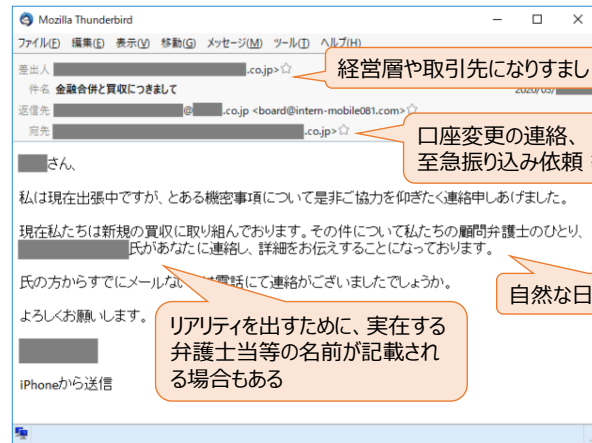 Mozilla Thunderbird
ファイル(F) 編集(E) 表示(V) 移動(G) メッセージ(M) ツール(T) ヘルプ(H)
差出人 .co.jp>☆
経営層や取引先になりすまし
件名 金融合併と買収につきまして
返信先 @ .co.jp <board@intern-mobile081.com>☆
宛先 .co.jp>☆
口座変更の連絡、
至急振り込み依頼
さん、
私は現在出張中ですが、とある機密事項について是非ご協力を仰ぎたく連絡申しあげました。
現在私たちは新規の買収に取り組んでおります。その件について私たちの顧問弁護士のひとり、
氏があなたに連絡し、詳細をお伝えすることになっております。
氏の方からすでにメールない は電話にて連絡がございましたでしょうか。
自然な日
よろしくお願いします。
リアリティを出すために、実在する
弁護士当等の名前が記載され
る場合もある
iPhoneから送信